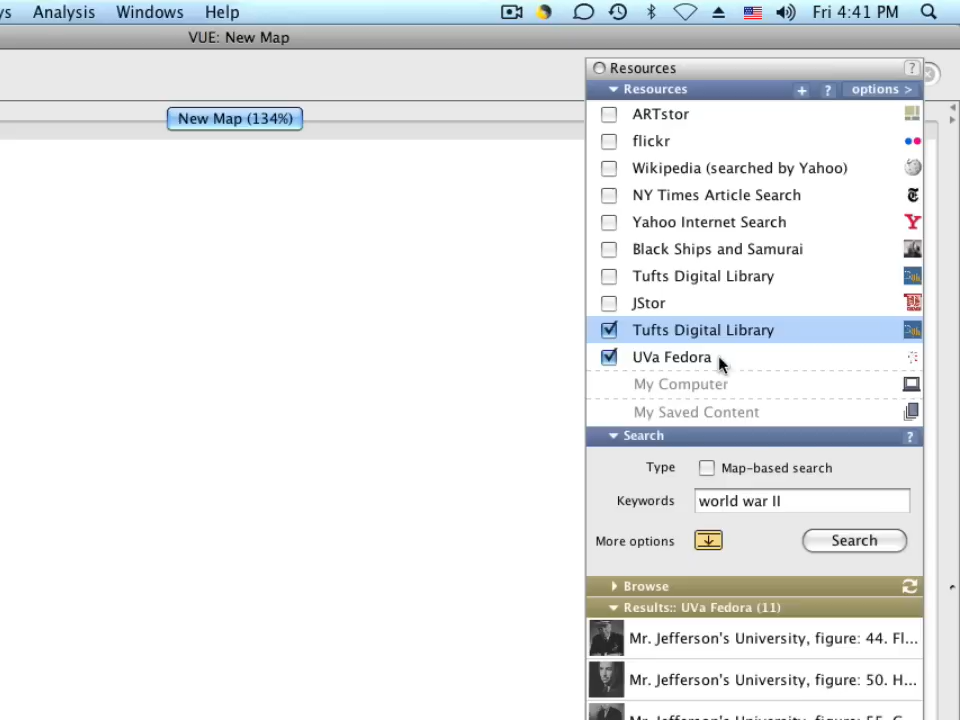 ys Analysis Windows Help Fri 4:41 PM
VUE: New Map
Resources ?
Resources + ? options >
New Map (134%)
ARTstor
flickr
Wikipedia (searched by Yahoo)
NY Times Article Search
Yahoo Internet Search
Black Ships and Samurai
Tufts Digital Library
JStor
Tufts Digital Library
UVa Fedora
My Computer
My Saved Content
Search ?
Type Map-based search
Keywords world war II
More options Search
Browse
Results:: UVa Fedora (11)
Mr. Jefferson's University, figure: 44. Fl...
Mr. Jefferson's University, figure: 50. H...